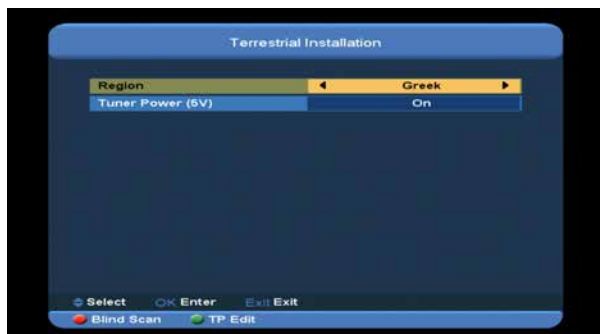 Terrestrial Installation
Region Greek
Tuner Power (5V) On
Select OK Enter Exit Exit
Blind Scan TP Edit